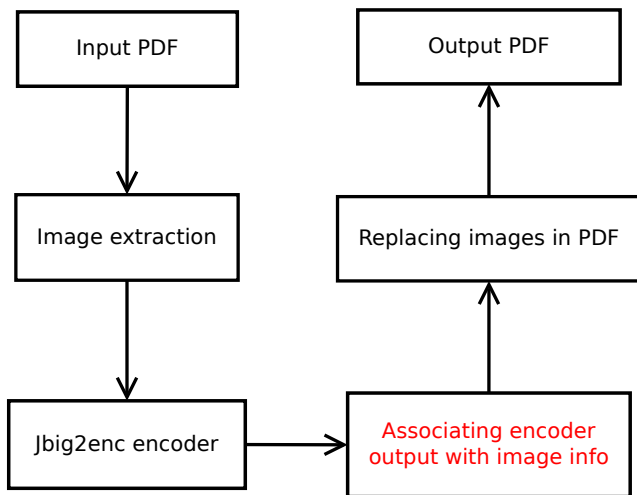 Input PDF
Output PDF
Image extraction
Replacing images in PDF
Jbig2enc encoder
Associating encoder
output with image info